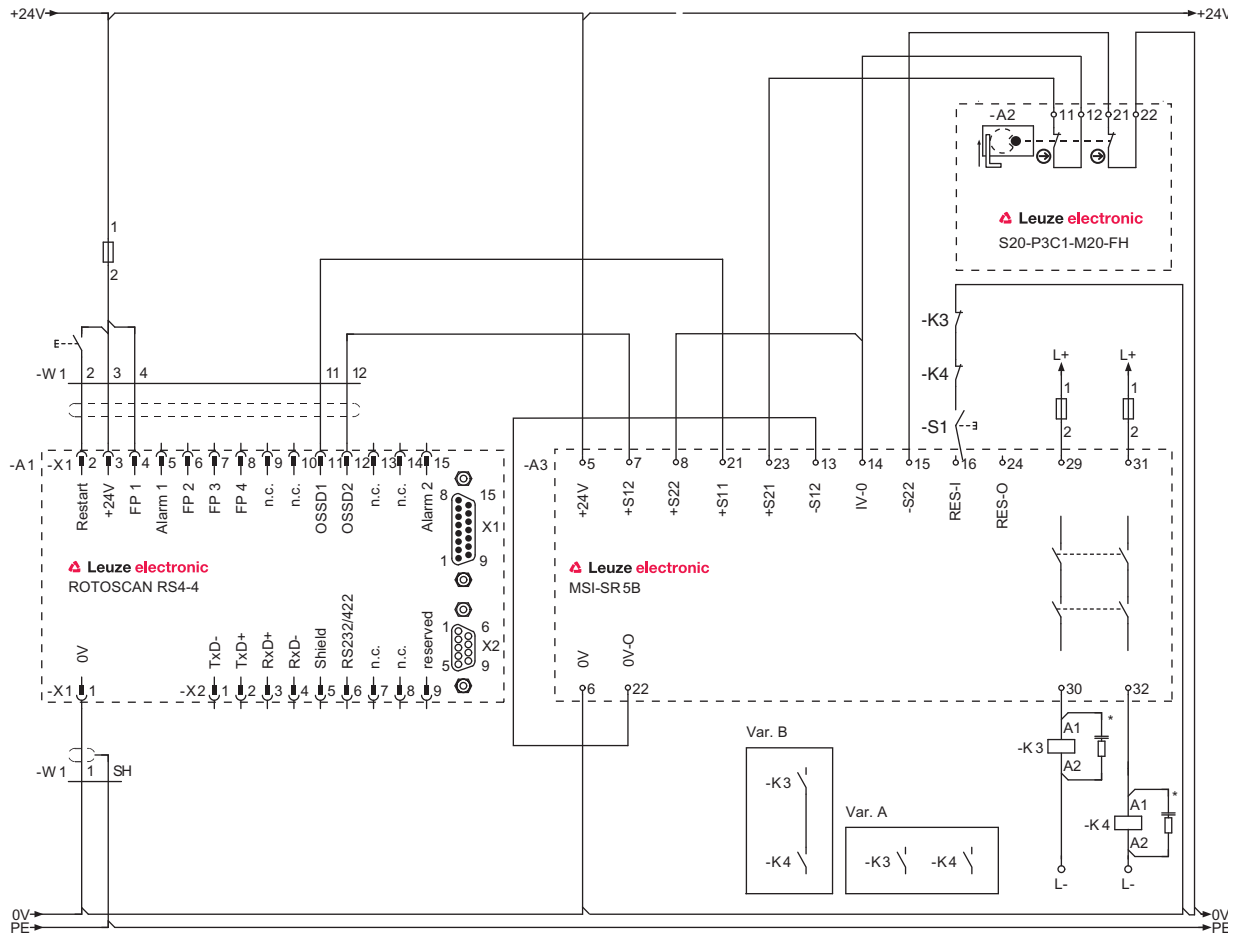 +24V
+24V
-A2
11 12 21 22
Leuze electronic
S20-P3C1-M20-FH
1
2
-K3
-K4
-S1
L+
L+
1
1
2
2
E
-W1 2 3 4 11 12
-A1 -X1 2 3 4 5 6 7 8 9 10 11 12 13 14 15
Restart
+24V
FP 1
Alarm 1
FP 2
FP 3
FP 4
n.c.
n.c.
OSSD1
OSSD2
n.c.
n.c.
Alarm 2
8 15
X1
1 9
-A3 5 7 8 21 23 13 14 15 16 24 29 31
+24V
+S12
+S22
+S11
+S21
-S12
IV-0
-S22
RES-I
RES-O
Leuze electronic
ROTOSCAN RS4-4
Leuze electronic
MSI-SR5B
0V
TxD-
TxD+
RxD+
RxD-
Shield
RS232/422
n.c.
n.c.
reserved
1 6
X2
5 9
0V
0V-O
-X1 1
-X2 1 2 3 4 5 6 7 8 9
6 22
30 32
-W1 1 SH
Var. B
-K3
-K4
Var. A
-K3 -K4
-K3
A1
A2
*
-K4
A1
A2
*
L-
L-
0V
0V
PE
PE